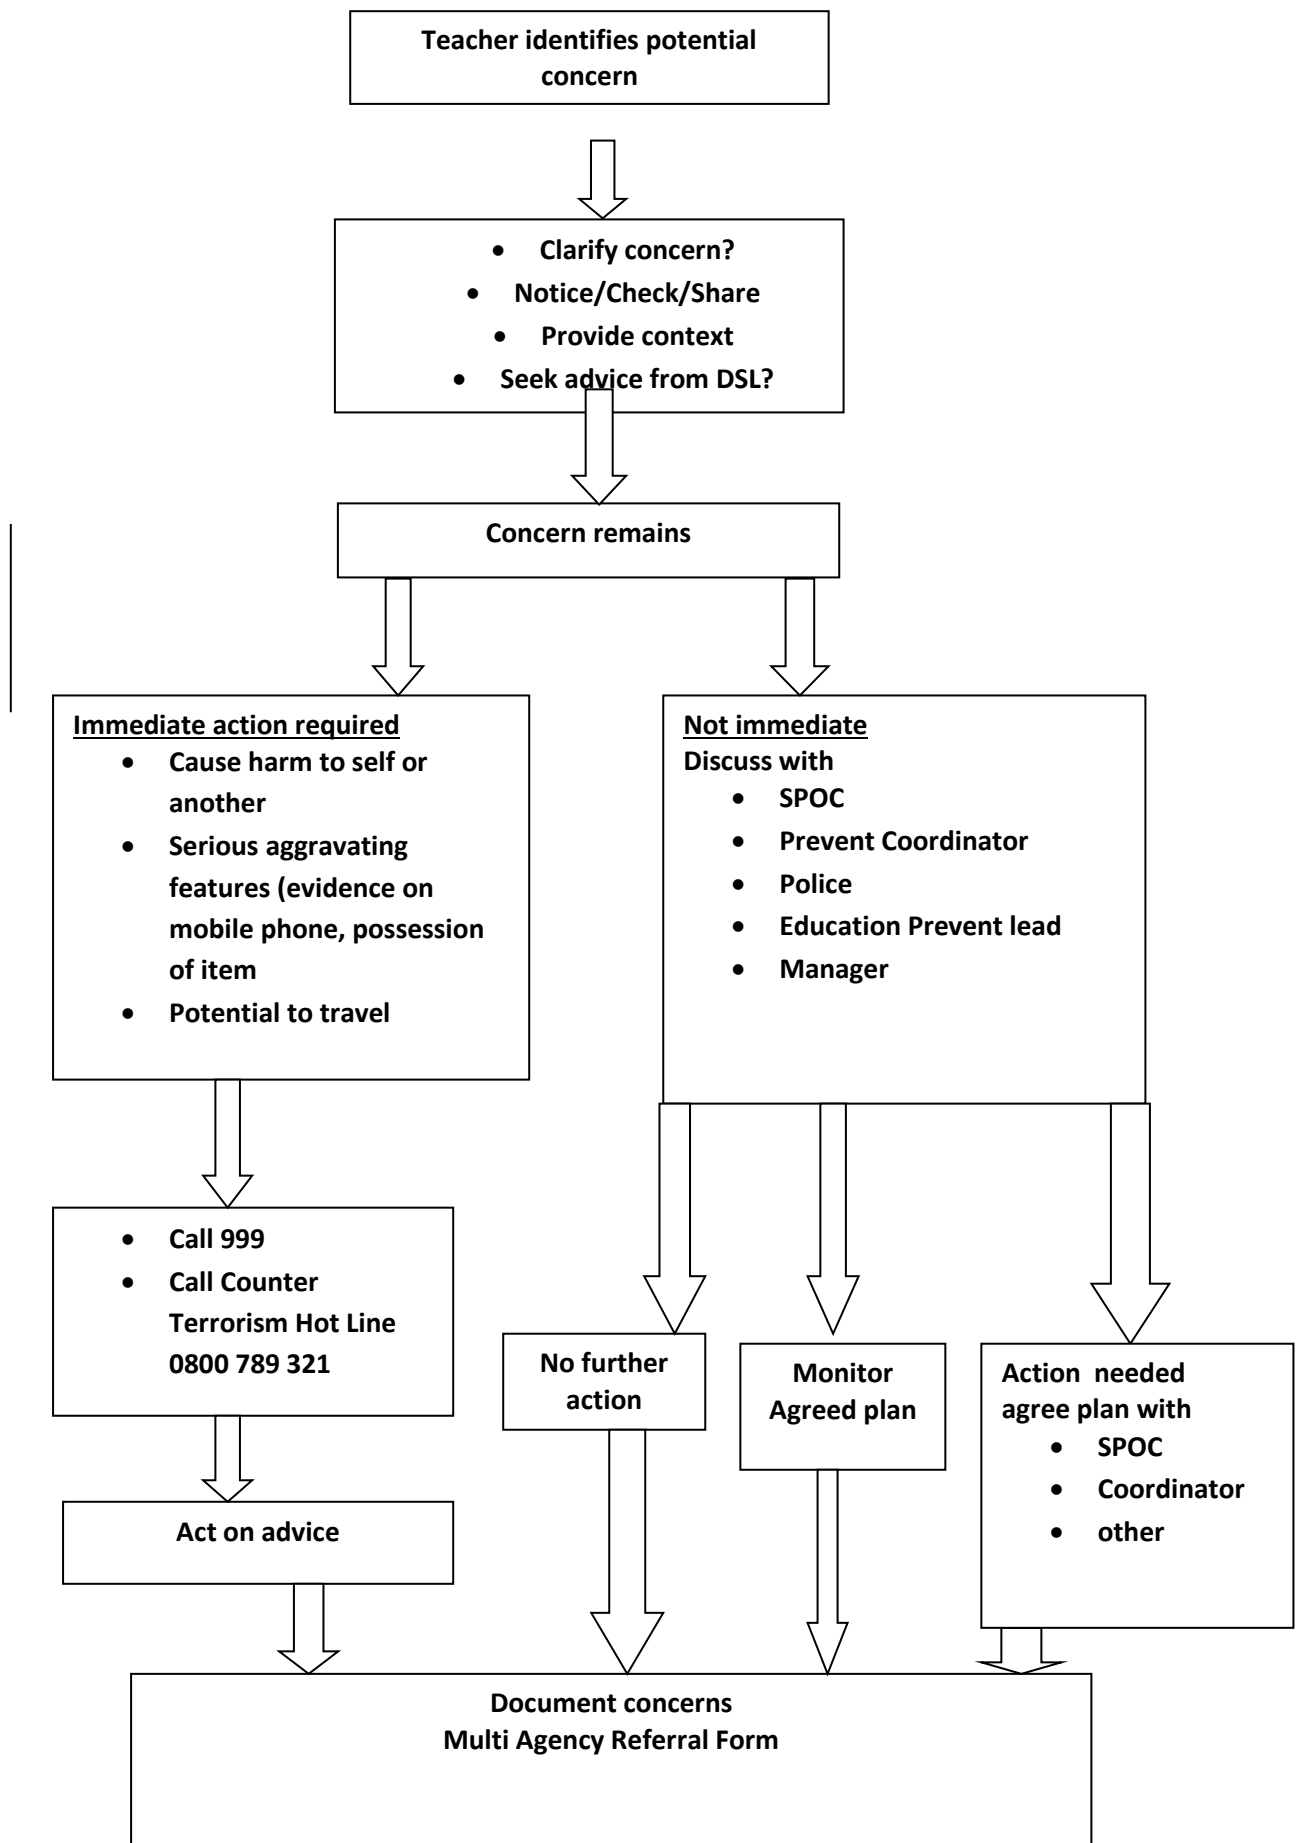 Teacher identifies potential
concern
• Clarify concern?
• Notice/Check/Share
• Provide context
• Seek advice from DSL?
Concern remains
Immediate action required
• Cause harm to self or
another
• Serious aggravating
features (evidence on
mobile phone, possession
of item
• Potential to travel
Not immediate
Discuss with
• SPOC
• Prevent Coordinator
• Police
• Education Prevent lead
• Manager
• Call 999
• Call Counter
Terrorism Hot Line
0800 789 321
No further
action
Monitor
Agreed plan
Action needed
agree plan with
• SPOC
• Coordinator
• other
Act on advice
Document concerns
Multi Agency Referral Form